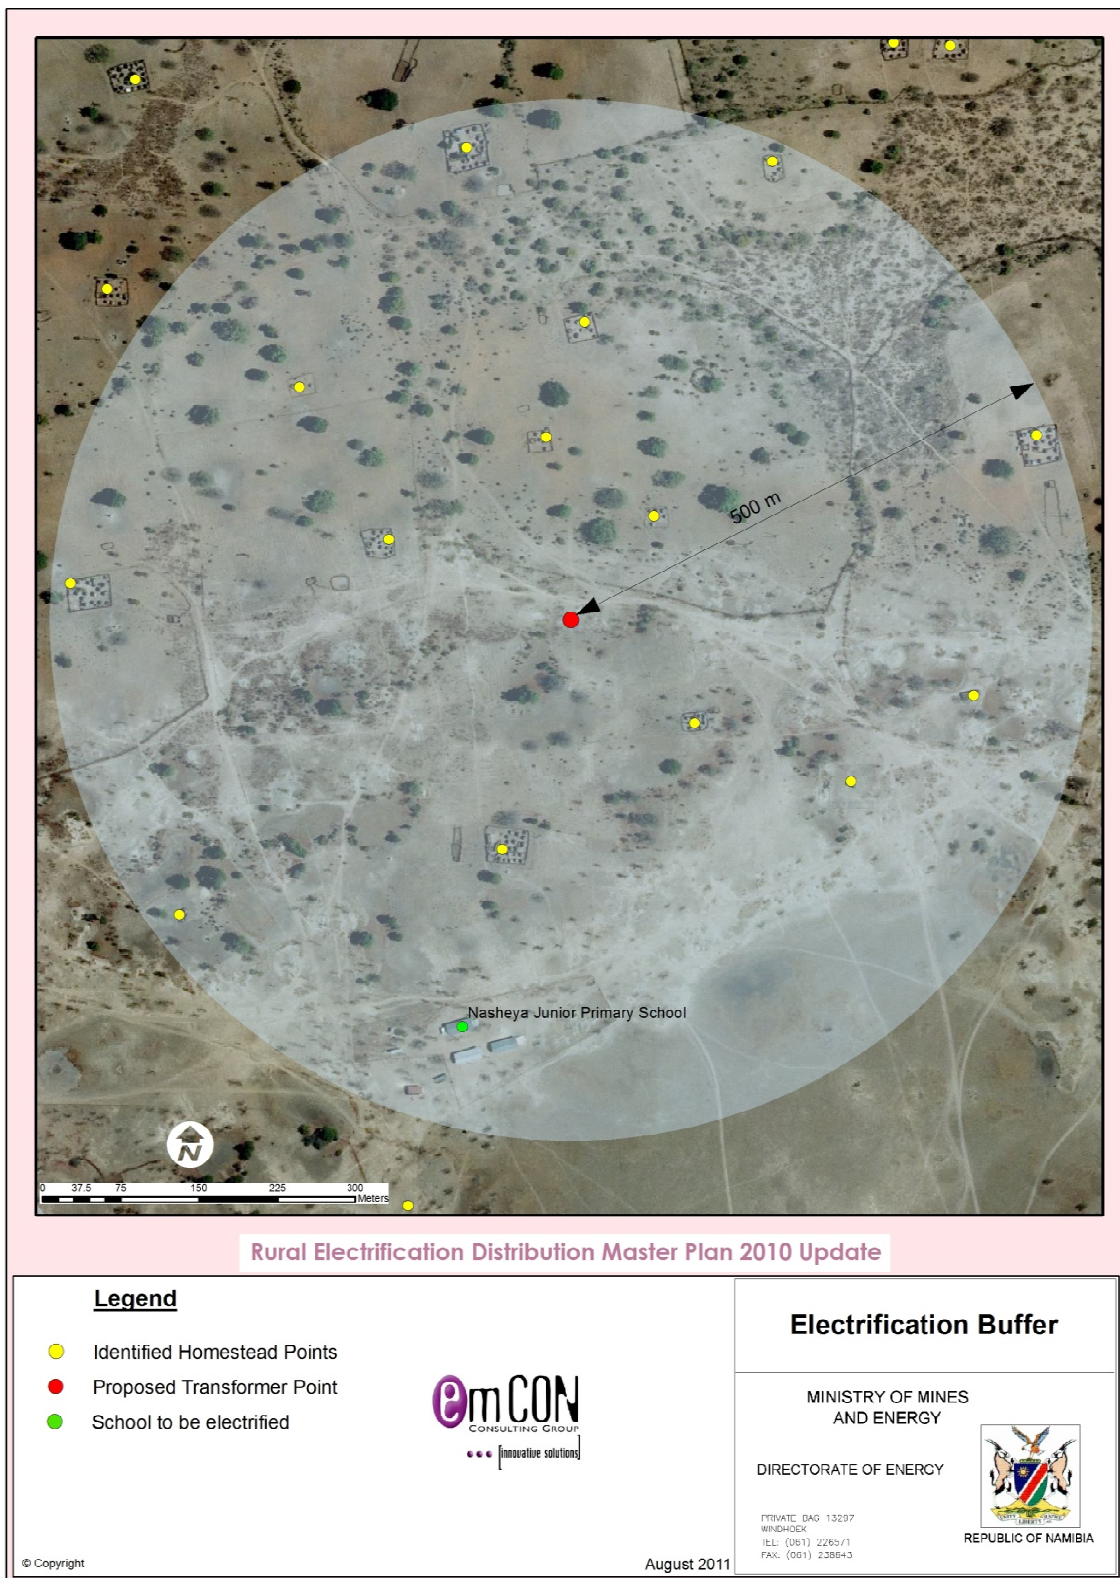 500 m
Nasheya Junior Primary School
N
0 37.5 75 150 225 300
Meters
Rural Electrification Distribution Master Plan 2010 Update
Legend
Identified Homestead Points
Proposed Transformer Point
School to be electrified
emCON
CONSULTING GROUP
[innovative solutions]
© Copyright
August 2011
Electrification Buffer
MINISTRY OF MINES
AND ENERGY
DIRECTORATE OF ENERGY
PRIVATE BAG 13297
WINDHOEK
TEL: (061) 226571
FAX: (061) 238643
REPUBLIC OF NAMIBIA